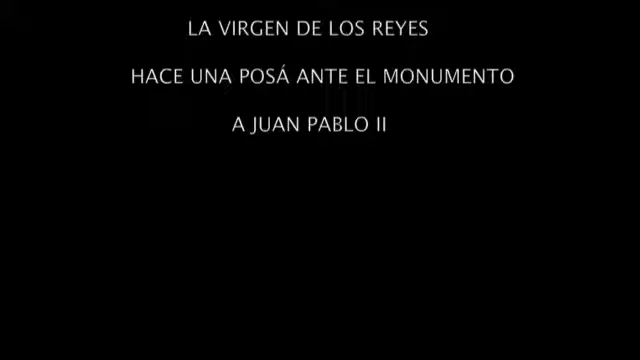 LA VIRGEN DE LOS REYES
HACE UNA POSÁ ANTE EL MONUMENTO
A JUAN PABLO II